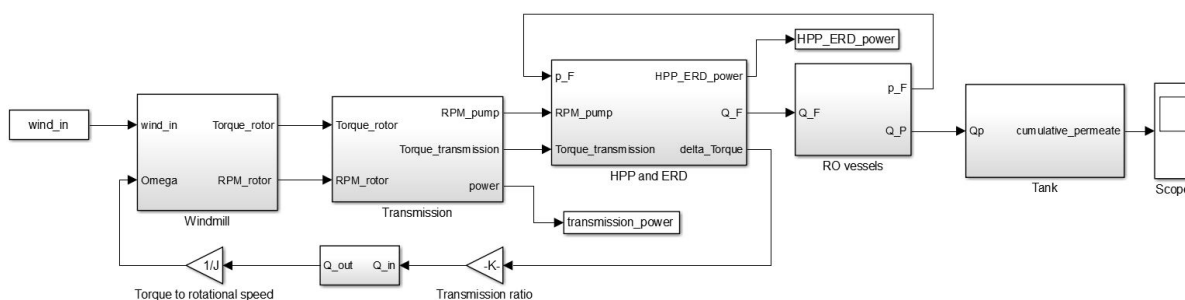 wind_in
wind_in
Omega
Torque_rotor
RPM_rotor
Windmill
Torque_rotor
RPM_rotor
RPM_pump
Torque_transmission
power
Transmission
transmission_power
p_F
RPM_pump
Torque_transmission
HPP_ERD_power
Q_F
delta_Torque
HPP and ERD
HPP_ERD_power
Q_F
p_F
Q_P
RO vessels
Qp
cumulative_permeate
Tank
Scope
1/J
Torque to rotational speed
Q_out
Q_in
-K-
Transmission ratio